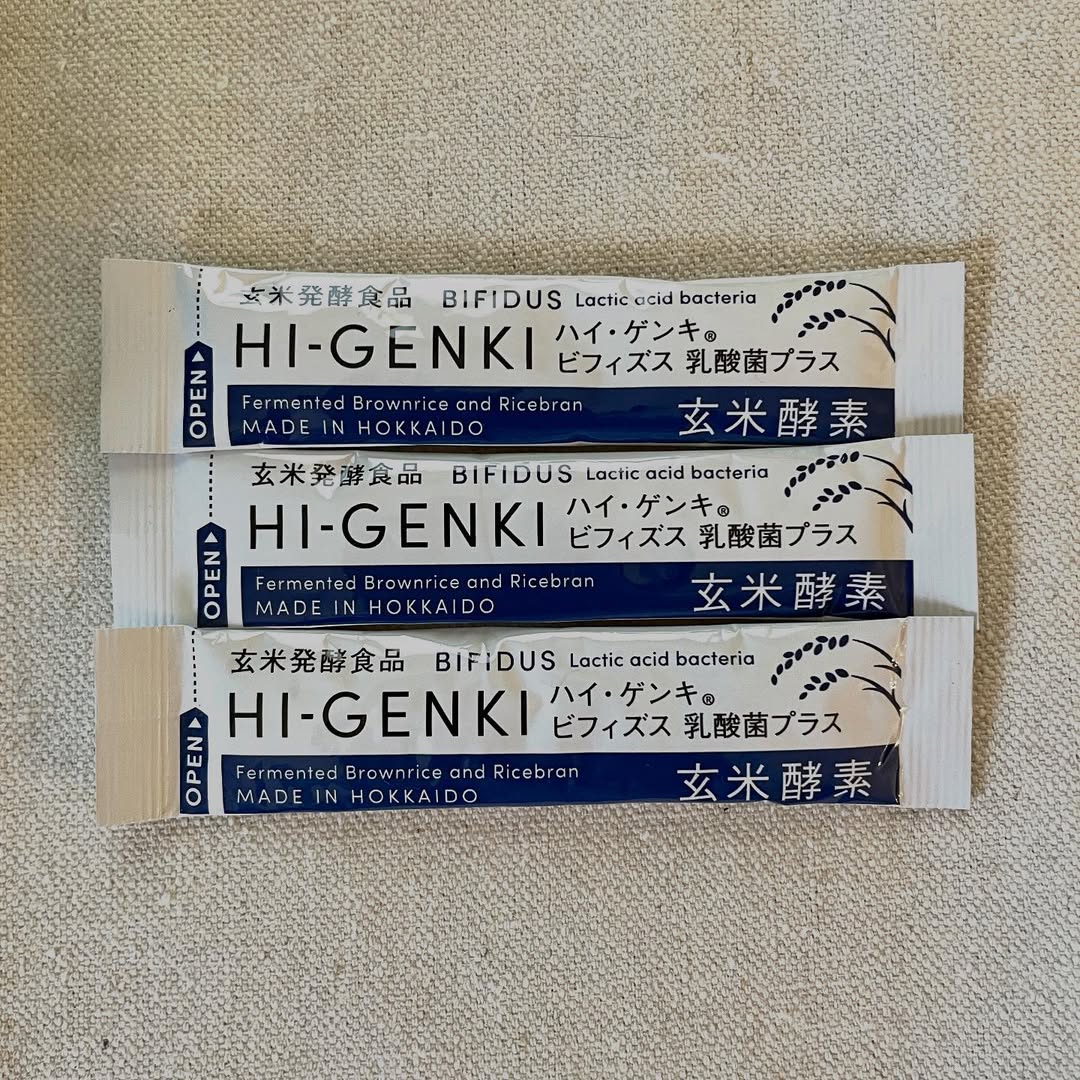 玄米発酵食品 BIFIDUS Lactic acid bacteria
HI-GENKI ハイ・ゲンキ®
ビフィズス 乳酸菌プラス
OPEN
Fermented Brownrice and Ricebran
MADE IN HOKKAIDO
玄米酵素
玄米発酵食品 BIFIDUS Lactic acid bacteria
HI-GENKI ハイ・ゲンキ®
ビフィズス 乳酸菌プラス
OPEN
Fermented Brownrice and Ricebran
MADE IN HOKKAIDO
玄米酵素
玄米発酵食品 BIFIDUS Lactic acid bacteria
HI-GENKI ハイ・ゲンキ®
ビフィズス 乳酸菌プラス
OPEN
Fermented Brownrice and Ricebran
MADE IN HOKKAIDO
玄米酵素